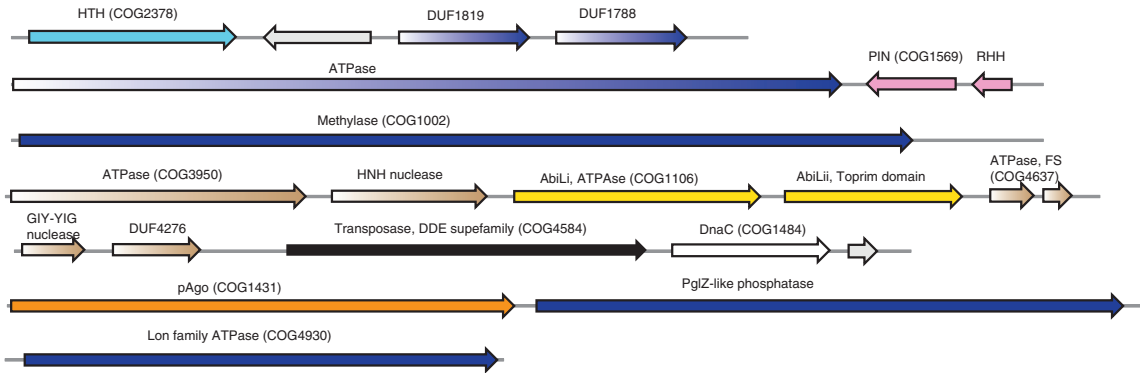 HTH (COG2378)
DUF1819
DUF1788
ATPase
PIN (COG1569)
RHH
Methylase (COG1002)
ATPase (COG3950)
HNH nuclease
AbiLi, ATPAse (COG1106)
AbiLii, Toprim domain
ATPase, FS
(COG4637)
GIY-YIG
nuclease
DUF4276
Transposase, DDE supefamily (COG4584)
DnaC (COG1484)
pAgo (COG1431)
PglZ-like phosphatase
Lon family ATPase (COG4930)